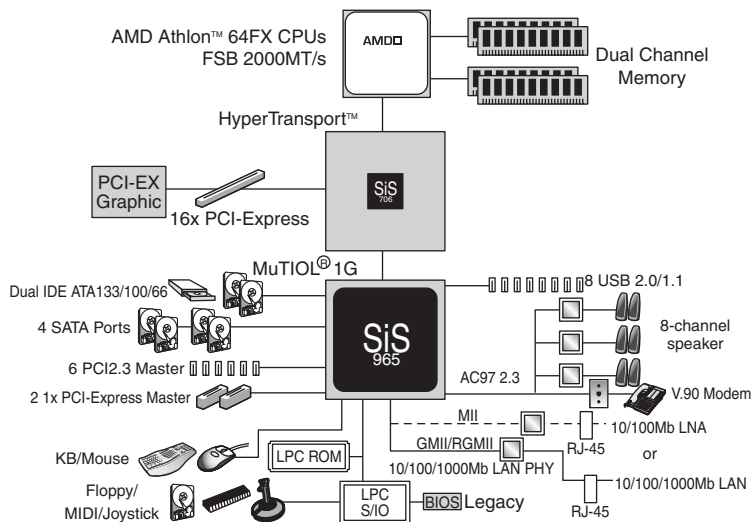 AMD Athlon™ 64FX CPUs
FSB 2000MT/s
AMD
Dual Channel
Memory
HyperTransport™
PCI-EX
Graphic
16x PCI-Express
SiS
706
MuTIOL® 1G
Dual IDE ATA133/100/66
4 SATA Ports
6 PCI2.3 Master
2 1x PCI-Express Master
SiS
965
8 USB 2.0/1.1
8-channel
speaker
AC97 2.3
V.90 Modem
MII
RJ-45
10/100Mb LNA
or
GMII/RGMII
10/100/1000Mb LAN PHY
RJ-45
10/100/1000Mb LAN
KB/Mouse
LPC ROM
Floppy/
MIDI/Joystick
LPC
S/IO
BIOS Legacy